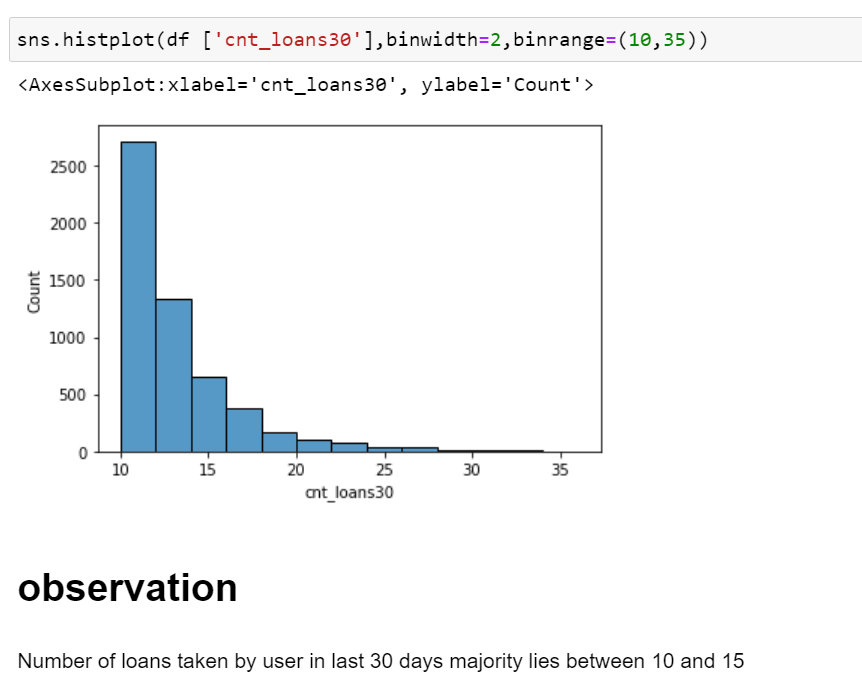 sns.histplot(df ['cnt_loans30'],binwidth=2,binrange=(10,35))
<AxesSubplot:xlabel='cnt_loans30', ylabel='Count'>
2500
2000
1500
1000
500
0
Count
10 15 20 25 30 35
cnt_loans30
observation
Number of loans taken by user in last 30 days majority lies between 10 and 15